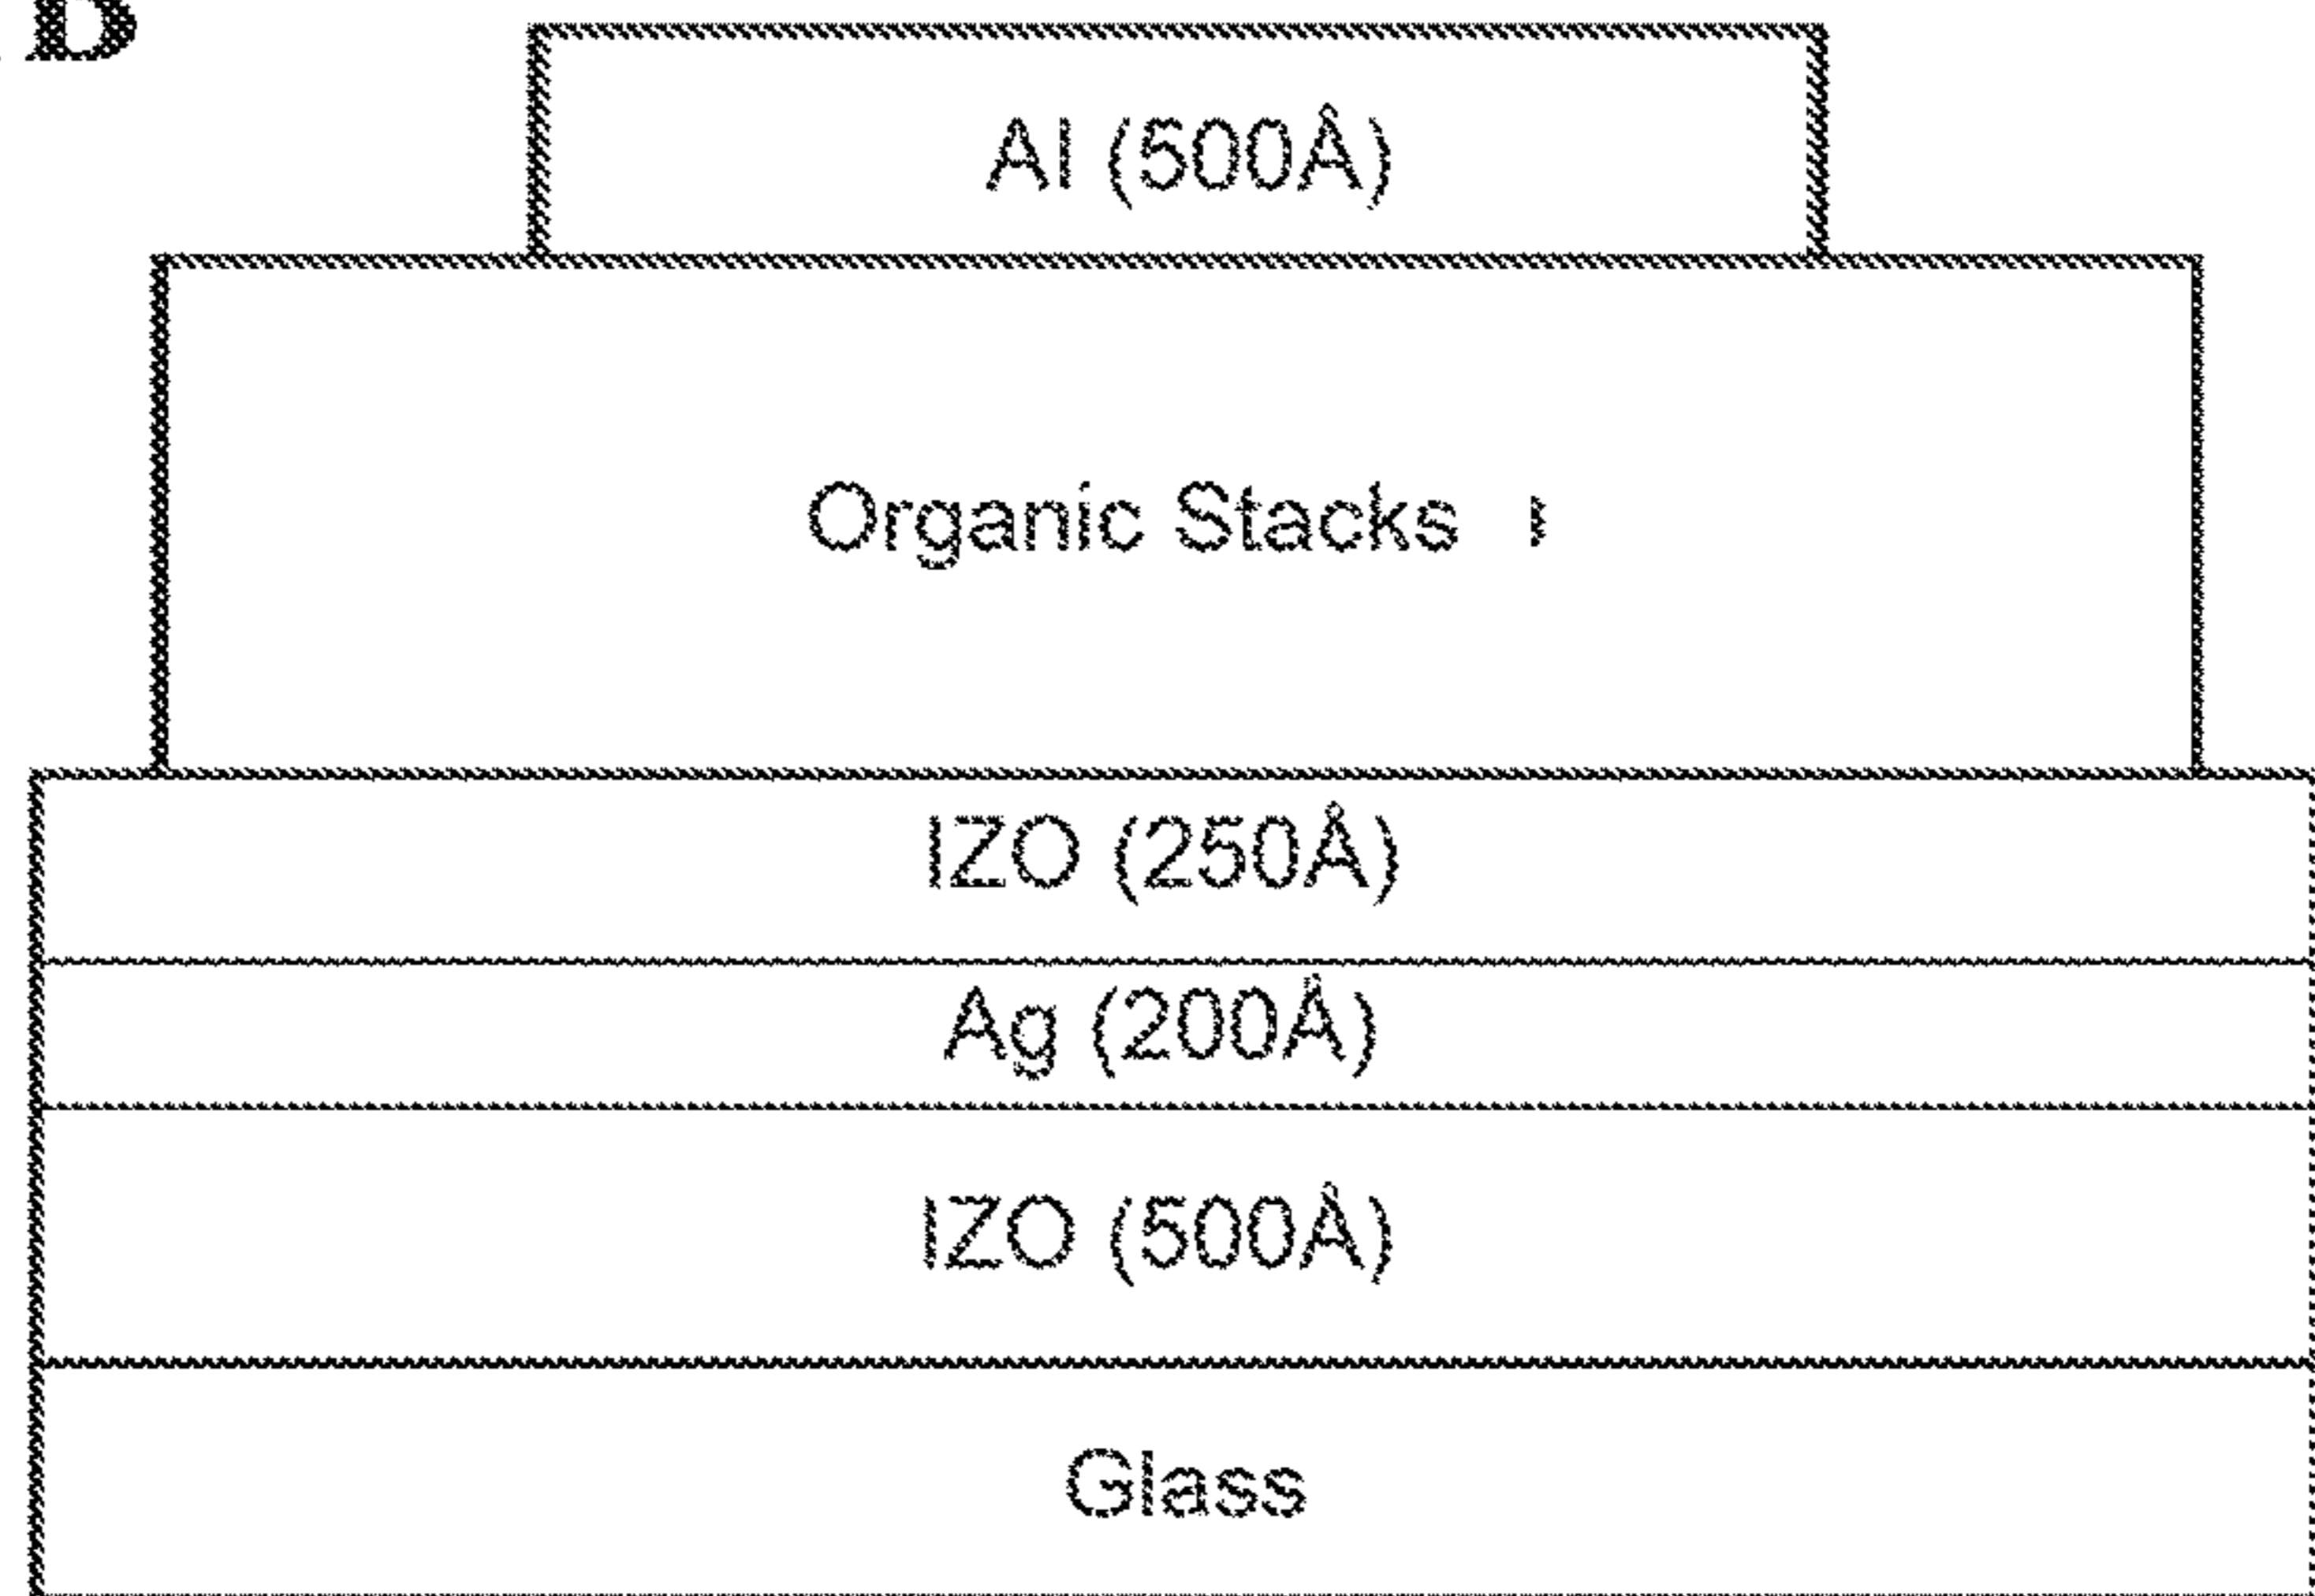 Al (500Å)
Organic Stacks
IZO (250Å)
Ag (200Å)
IZO (500Å)
Glass